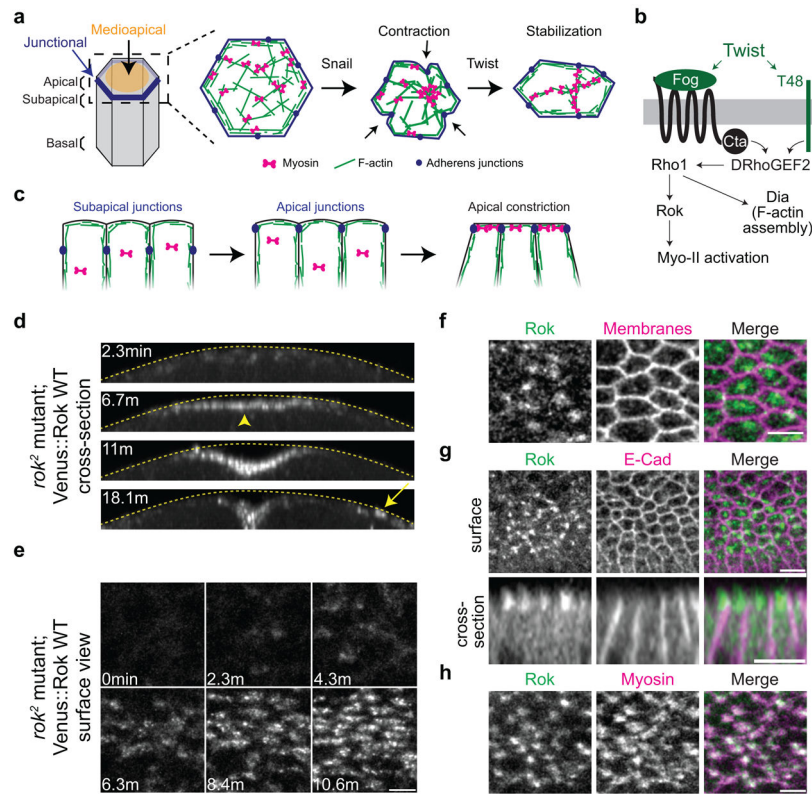 a
Medioapical
Junctional
Apical
Subapical
Basal
Snail
Contraction
Twist
Stabilization
Myosin
F-actin
Adherens junctions
b
Twist
Fog
T48
Cta
Rho1
DRhoGEF2
Rok
Dia
(F-actin
assembly)
Myo-II activation
c
Subapical junctions
Apical junctions
Apical constriction
d
rok² mutant;
Venus::Rok WT
cross-section
2.3min
6.7m
11m
18.1m
e
rok² mutant;
Venus::Rok WT
surface view
0min
2.3m
4.3m
6.3m
8.4m
10.6m
f
Rok
Membranes
Merge
g
Rok
E-Cad
Merge
surface
cross-
section
h
Rok
Myosin
Merge